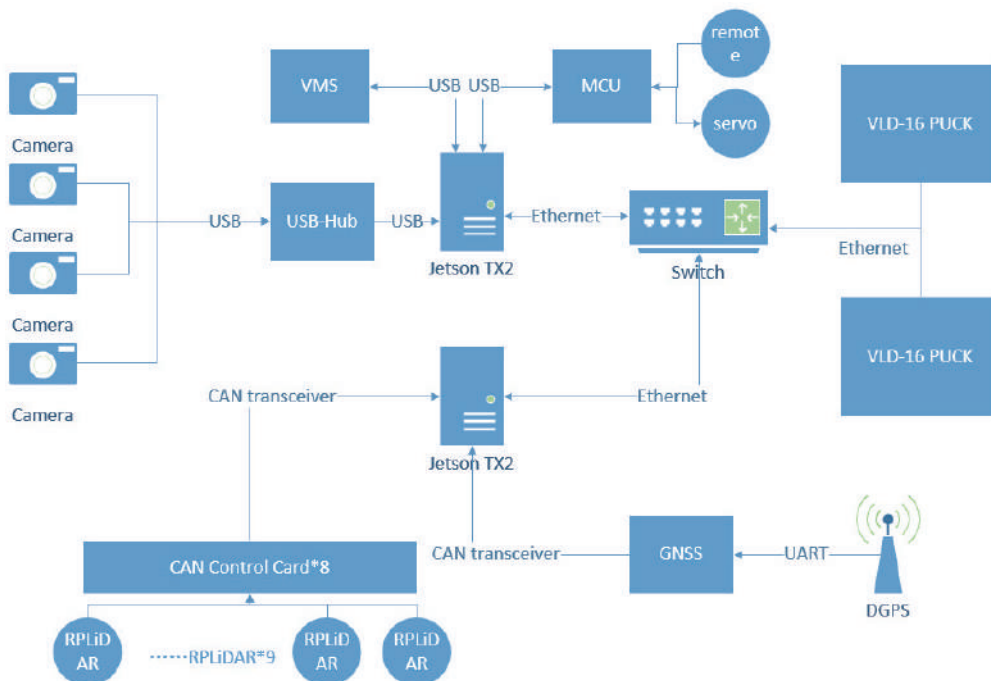 remot
e
VMS
USB USB
MCU
VLD-16 PUCK
servo
Camera
Camera
USB
USB-Hub
USB
Ethernet
Jetson TX2
Switch
Ethernet
Camera
VLD-16 PUCK
Camera
CAN transceiver
Ethernet
Jetson TX2
CAN Control Card*8
CAN transceiver
GNSS
UART
DGPS
RPLiD
AR
RPLiDAR*9
RPLiD
AR
RPLiD
AR